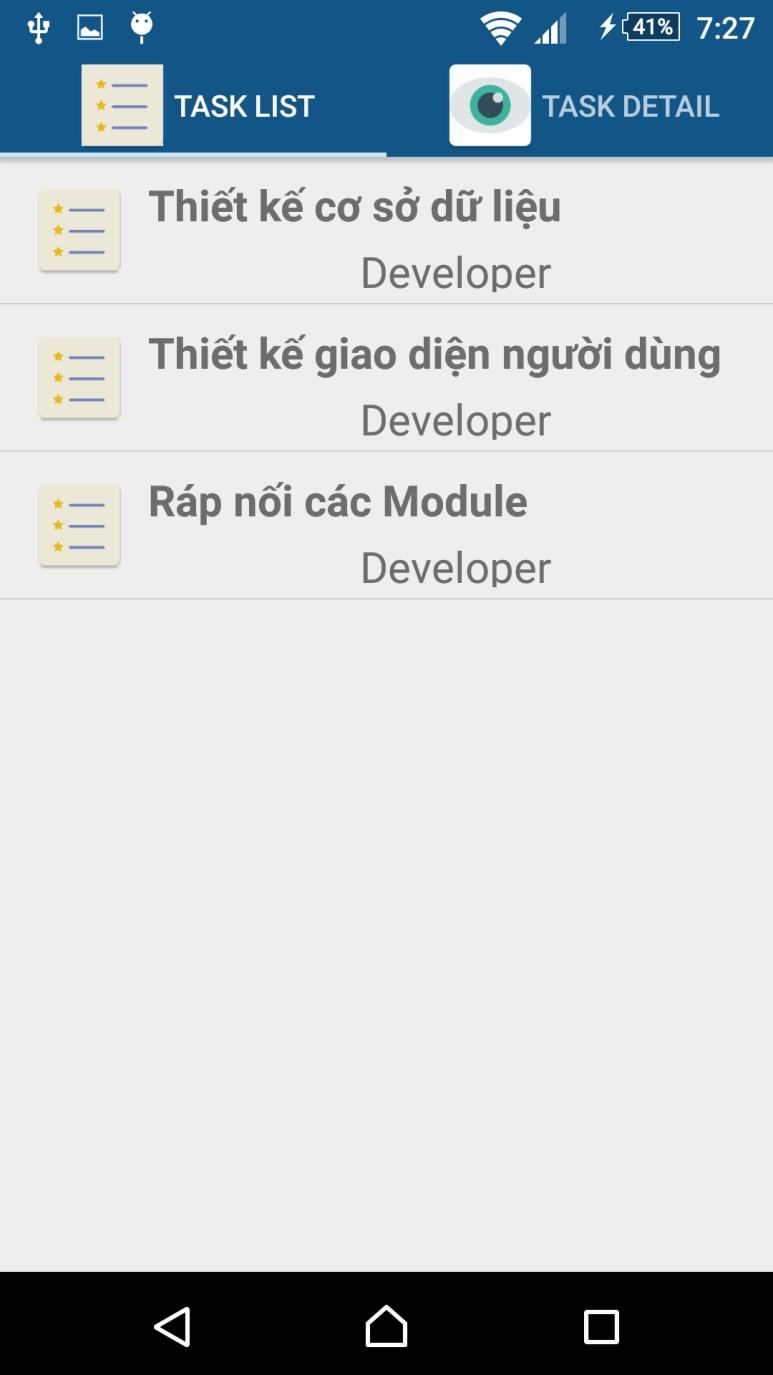 41% 7:27
TASK LIST TASK DETAIL
Thiết kế cơ sở dữ liệu
Developer
Thiết kế giao diện người dùng
Developer
Ráp nối các Module
Developer